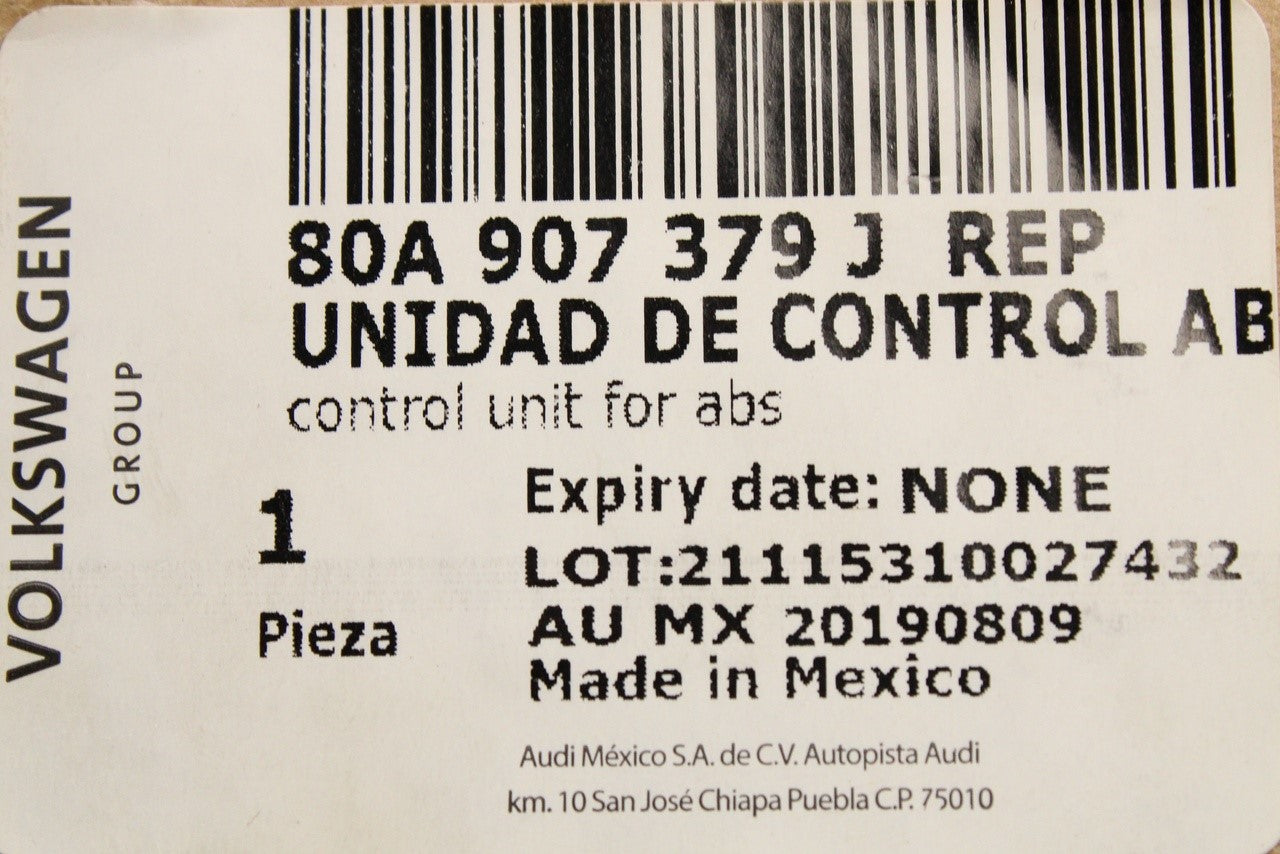 VOLKSWAGEN
GROUP
80A 907 379 J REP
UNIDAD DE CONTROL AB
control unit for abs
1
Pieza
Expiry date: NONE
LOT:21115310027432
AU MX 20190809
Made in Mexico
Audi México S.A. de C.V. Autopista Audi
km. 10 San José Chiapa Puebla C.P. 75010